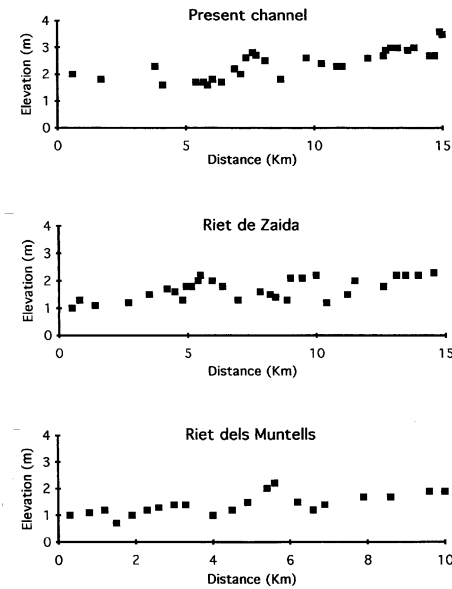 Present channel
Elevation (m)
4
3
2
1
0
0 5 10 15
Distance (Km)
Riet de Zaida
Elevation (m)
4
3
2
1
0
0 5 10 15
Distance (Km)
Riet dels Muntells
Elevation (m)
4
3
2
1
0
0 2 4 6 8 10
Distance (Km)